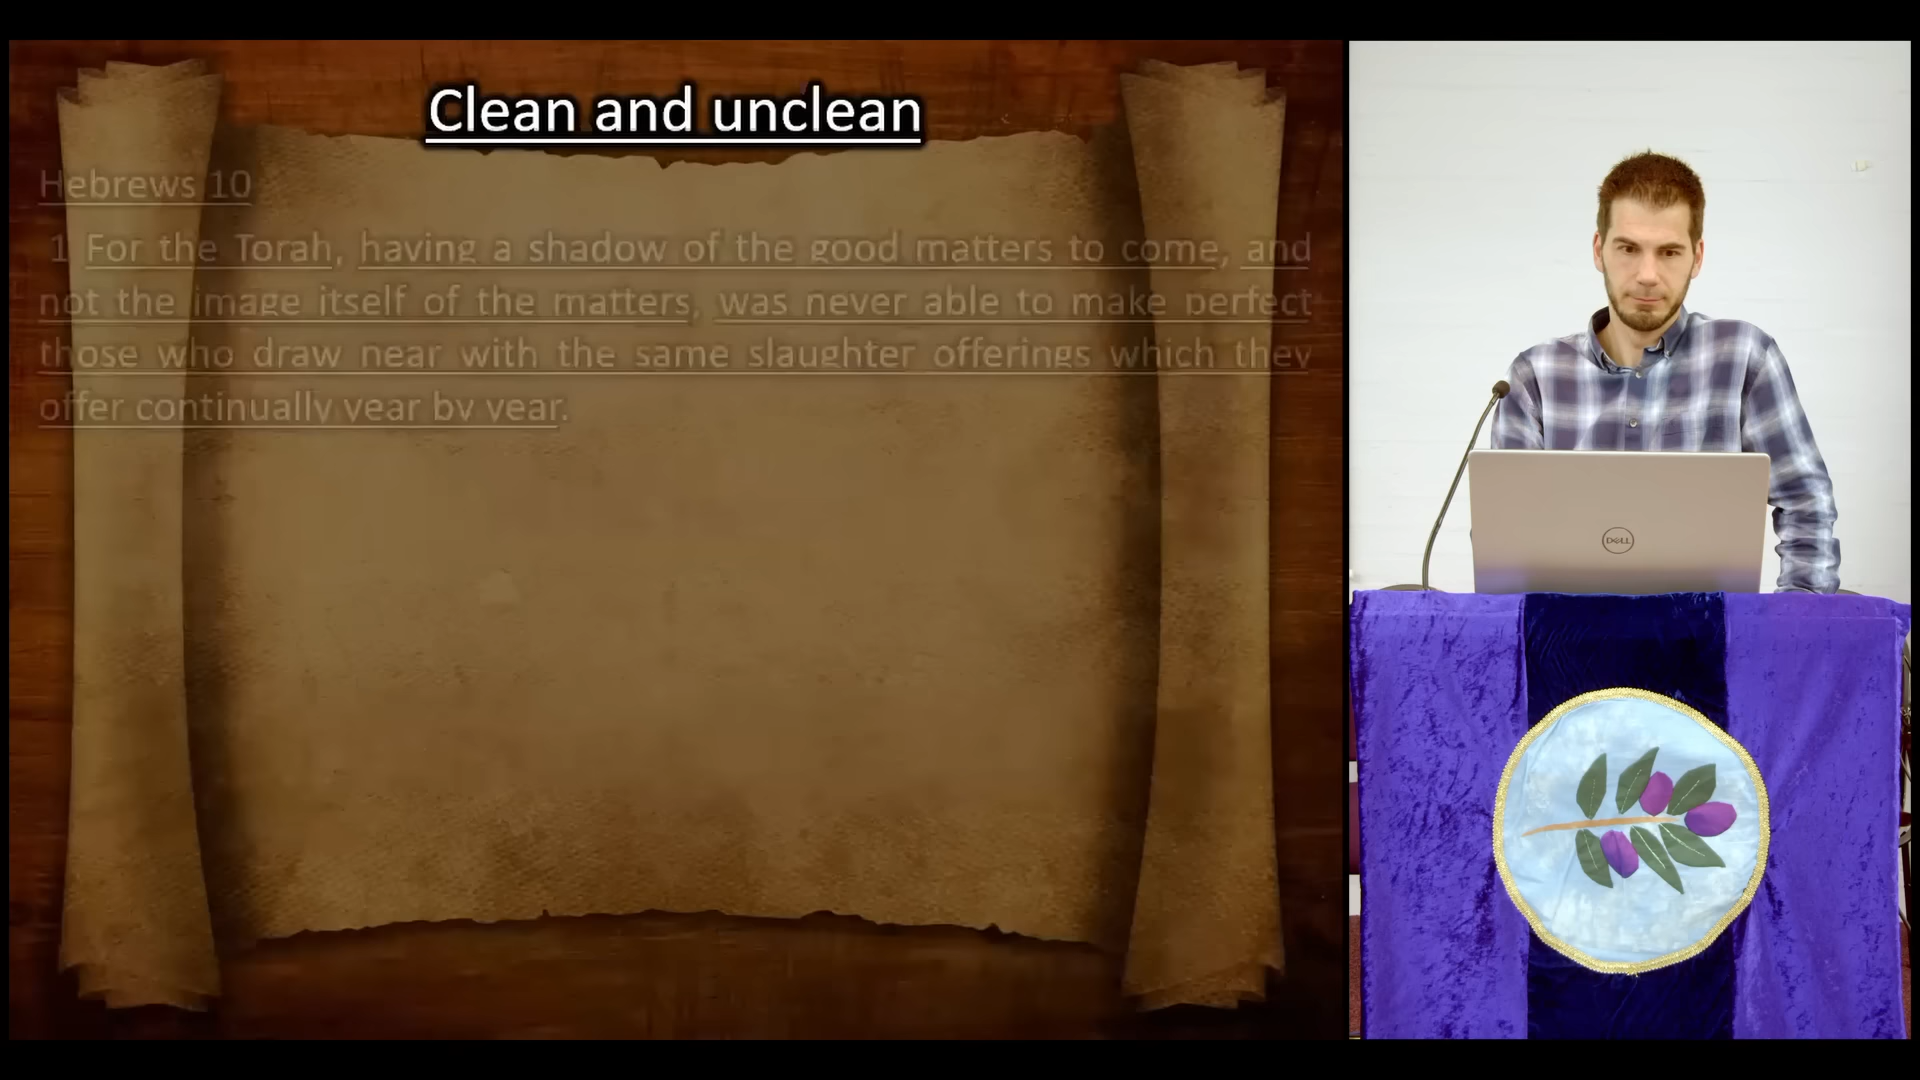 Clean and unclean
Hebrews 10
1 For the Torah, having a shadow of the good matters to come, and
not the image itself of the matters, was never able to make perfect
those who draw near with the same slaughter offerings which they
offer continually year by year.
DELL